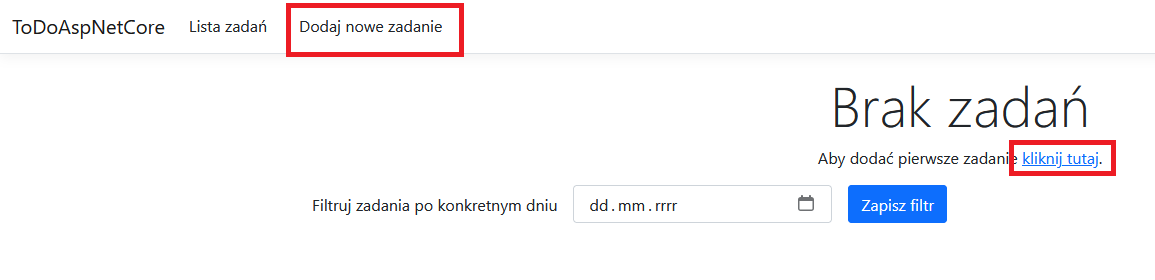 ToDoAspNetCore Lista zadań Dodaj nowe zadanie
Brak zadań
Aby dodać pierwsze zadanie kliknij tutaj.
Filtruj zadania po konkretnym dniu dd.mm.rrrr Zapisz filtr